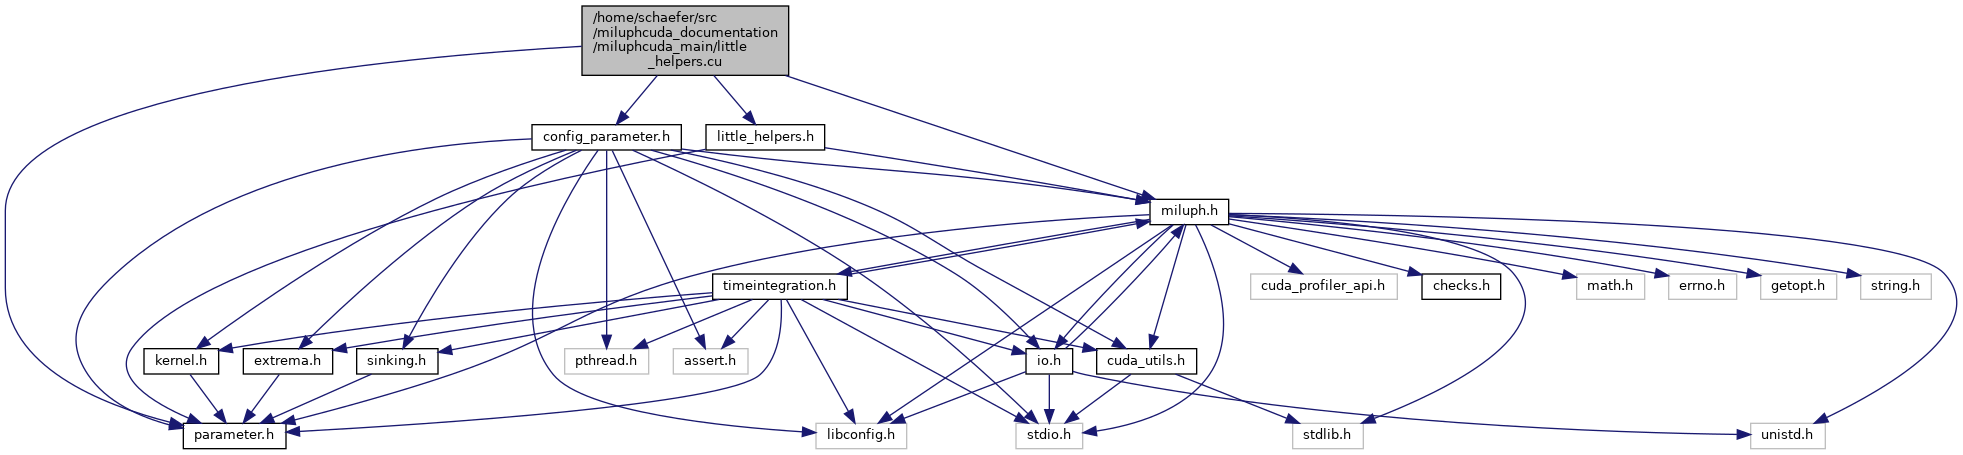 /home/schaefer/src
/miluphcuda_documentation
/miluphcuda_main/little
_helpers.cu
config_parameter.h
little_helpers.h
miluph.h
timeintegration.h
cuda_profiler_api.h
checks.h
math.h
errno.h
getopt.h
string.h
kernel.h
extrema.h
sinking.h
pthread.h
assert.h
io.h
cuda_utils.h
parameter.h
libconfig.h
stdio.h
stdlib.h
unistd.h